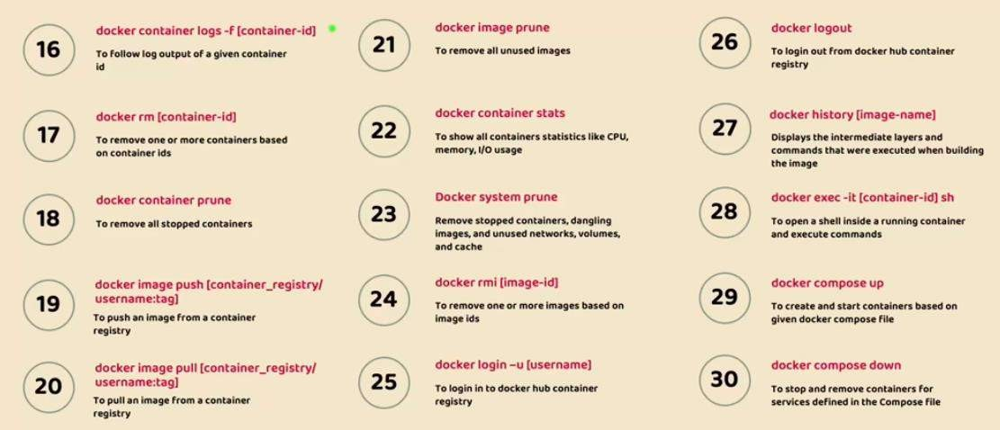 16
docker container logs -f [container-id]
To follow log output of a given container
id
17
docker rm [container-id]
To remove one or more containers based
on container ids
18
docker container prune
To remove all stopped containers
19
docker image push [container_registry/
username:tag]
To push an image from a container
registry
20
docker image pull [container_registry/
username:tag]
To pull an image from a container
registry
21
docker image prune
To remove all unused images
22
docker container stats
To show all containers statistics like CPU,
memory, I/O usage
23
Docker system prune
Remove stopped containers, dangling
images, and unused networks, volumes,
and cache
24
docker rmi [image-id]
To remove one or more images based on
image ids
25
docker login –u [username]
To login in to docker hub container
registry
26
docker logout
To login out from docker hub container
registry
27
docker history [image-name]
Displays the intermediate layers and
commands that were executed when building
the image
28
docker exec -it [container-id] sh
To open a shell inside a running container
and execute commands
29
docker compose up
To create and start containers based on
given docker compose file
30
docker compose down
To stop and remove containers for
services defined in the Compose file